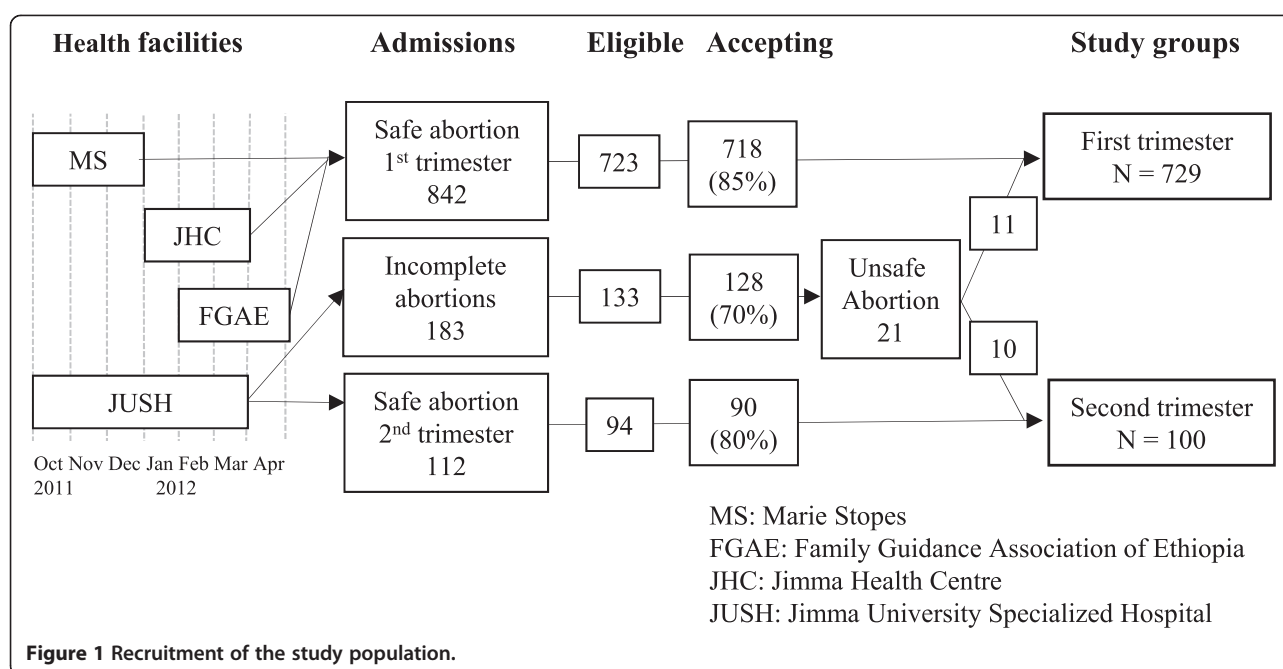 Health facilities Admissions Eligible Accepting Study groups
MS
JHC
FGAE
JUSH
Oct Nov Dec Jan Feb Mar Apr
2011 2012
Safe abortion
1st trimester
842
723
718
(85%)
First trimester
N = 729
Incomplete
abortions
183
133
128
(70%)
Unsafe
Abortion
21
11
10
Safe abortion
2nd trimester
112
94
90
(80%)
Second trimester
N = 100
MS: Marie Stopes
FGAE: Family Guidance Association of Ethiopia
JHC: Jimma Health Centre
JUSH: Jimma University Specialized Hospital
Figure 1 Recruitment of the study population.